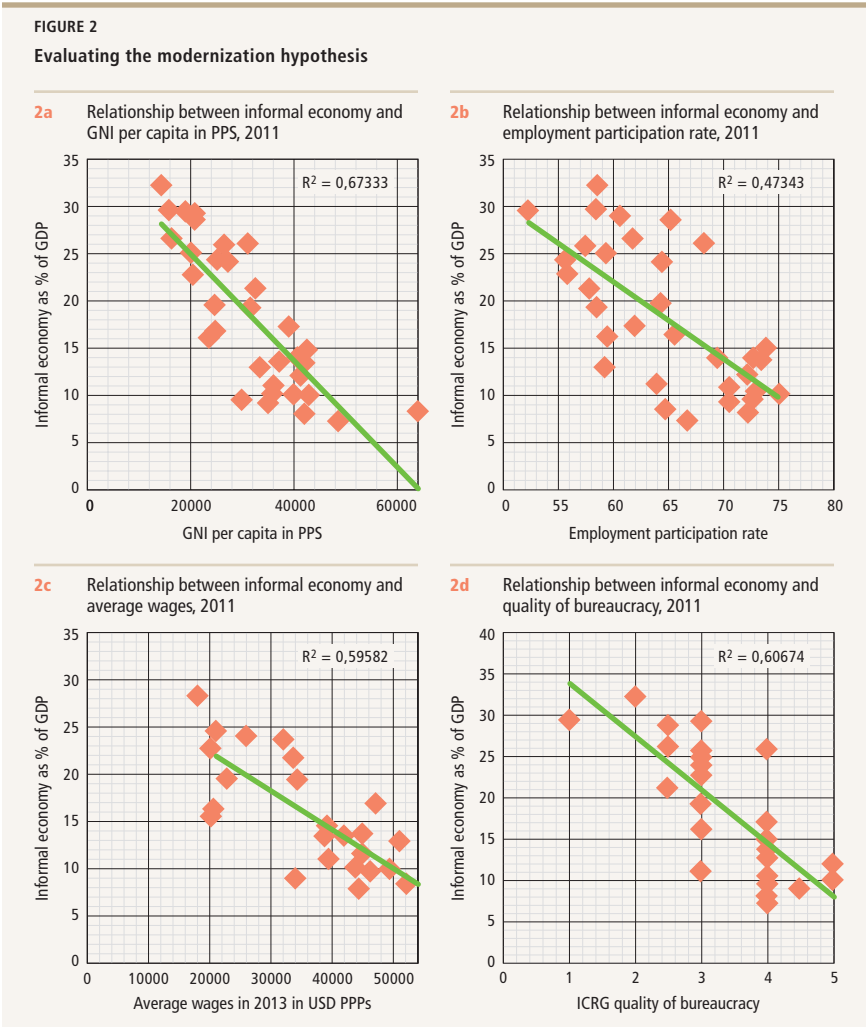 FIGURE 2
Evaluating the modernization hypothesis
2a Relationship between informal economy and
GNI per capita in PPS, 2011
35
30
25
20
15
10
5
0
Informal economy as % of GDP
R² = 0,67333
0 20000 40000 60000
GNI per capita in PPS
2b Relationship between informal economy and
employment participation rate, 2011
35
30
25
20
15
10
5
0
Informal economy as % of GDP
R² = 0,47343
0 55 60 65 70 75 80
Employment participation rate
2c Relationship between informal economy and
average wages, 2011
35
30
25
20
15
10
5
0
Informal economy as % of GDP
R² = 0,59582
0 10000 20000 30000 40000 50000
Average wages in 2013 in USD PPPs
2d Relationship between informal economy and
quality of bureaucracy, 2011
40
35
30
25
20
15
10
5
0
Informal economy as % of GDP
R² = 0,60674
0 1 2 3 4 5
ICRG quality of bureaucracy